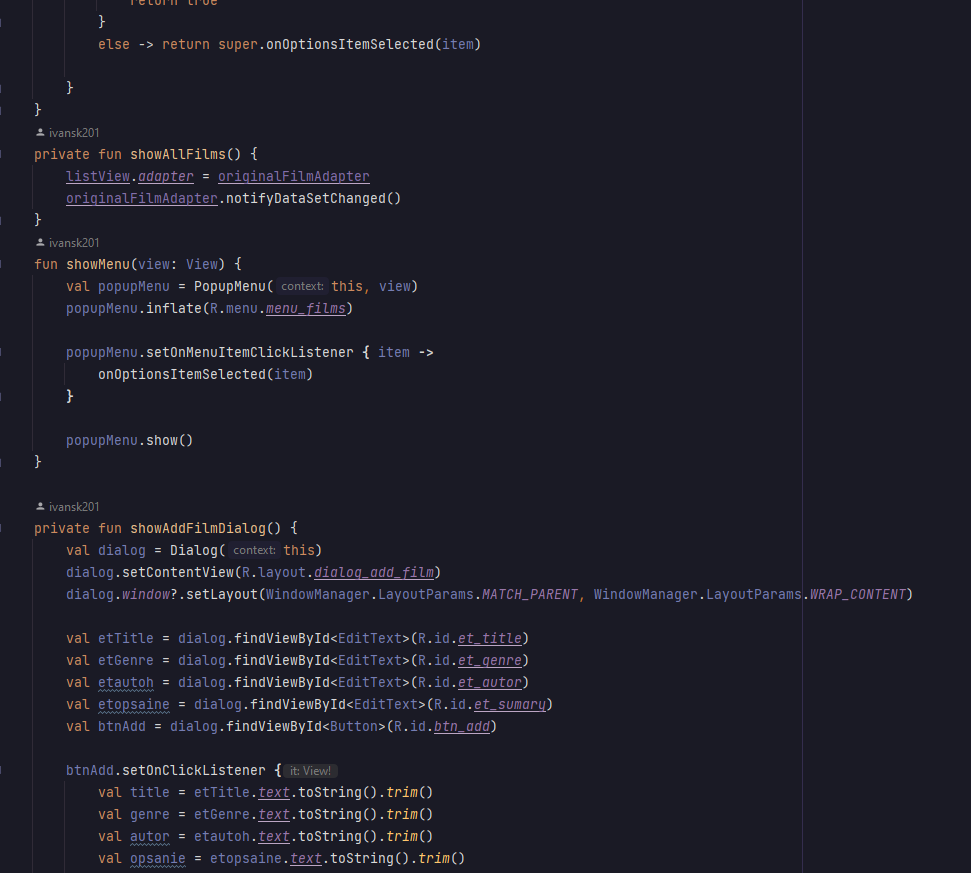 return true
}
else -> return super.onOptionsItemSelected(item)
}
}
ivansk201
private fun showAllFilms() {
listView.adapter = originalFilmAdapter
originalFilmAdapter.notifyDataSetChanged()
}
ivansk201
fun showMenu(view: View) {
val popupMenu = PopupMenu( context: this, view)
popupMenu.inflate(R.menu.menu_films)
popupMenu.setOnMenuItemClickListener { item ->
onOptionsItemSelected(item)
}
popupMenu.show()
}
ivansk201
private fun showAddFilmDialog() {
val dialog = Dialog( context: this)
dialog.setContentView(R.layout.dialog_add_film)
dialog.window?.setLayout(WindowManager.LayoutParams.MATCH_PARENT, WindowManager.LayoutParams.WRAP_CONTENT)
val etTitle = dialog.findViewById<EditText>(R.id.et_title)
val etGenre = dialog.findViewById<EditText>(R.id.et_genre)
val etautoh = dialog.findViewById<EditText>(R.id.et_autor)
val etopsaine = dialog.findViewById<EditText>(R.id.et_sumary)
val btnAdd = dialog.findViewById<Button>(R.id.btn_add)
btnAdd.setOnClickListener { it: View!
val title = etTitle.text.toString().trim()
val genre = etGenre.text.toString().trim()
val autor = etautoh.text.toString().trim()
val opsanie = etopsaine.text.toString().trim()